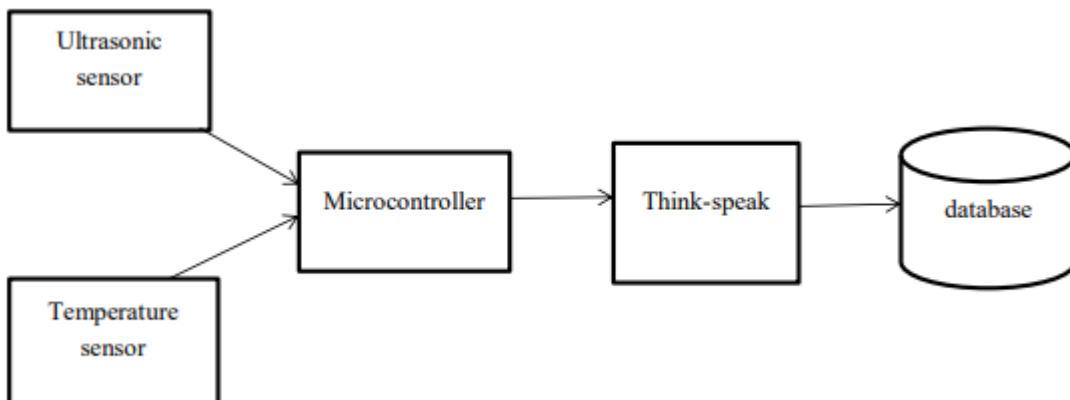 Ultrasonic
sensor
Microcontroller
Think-speak
database
Temperature
sensor